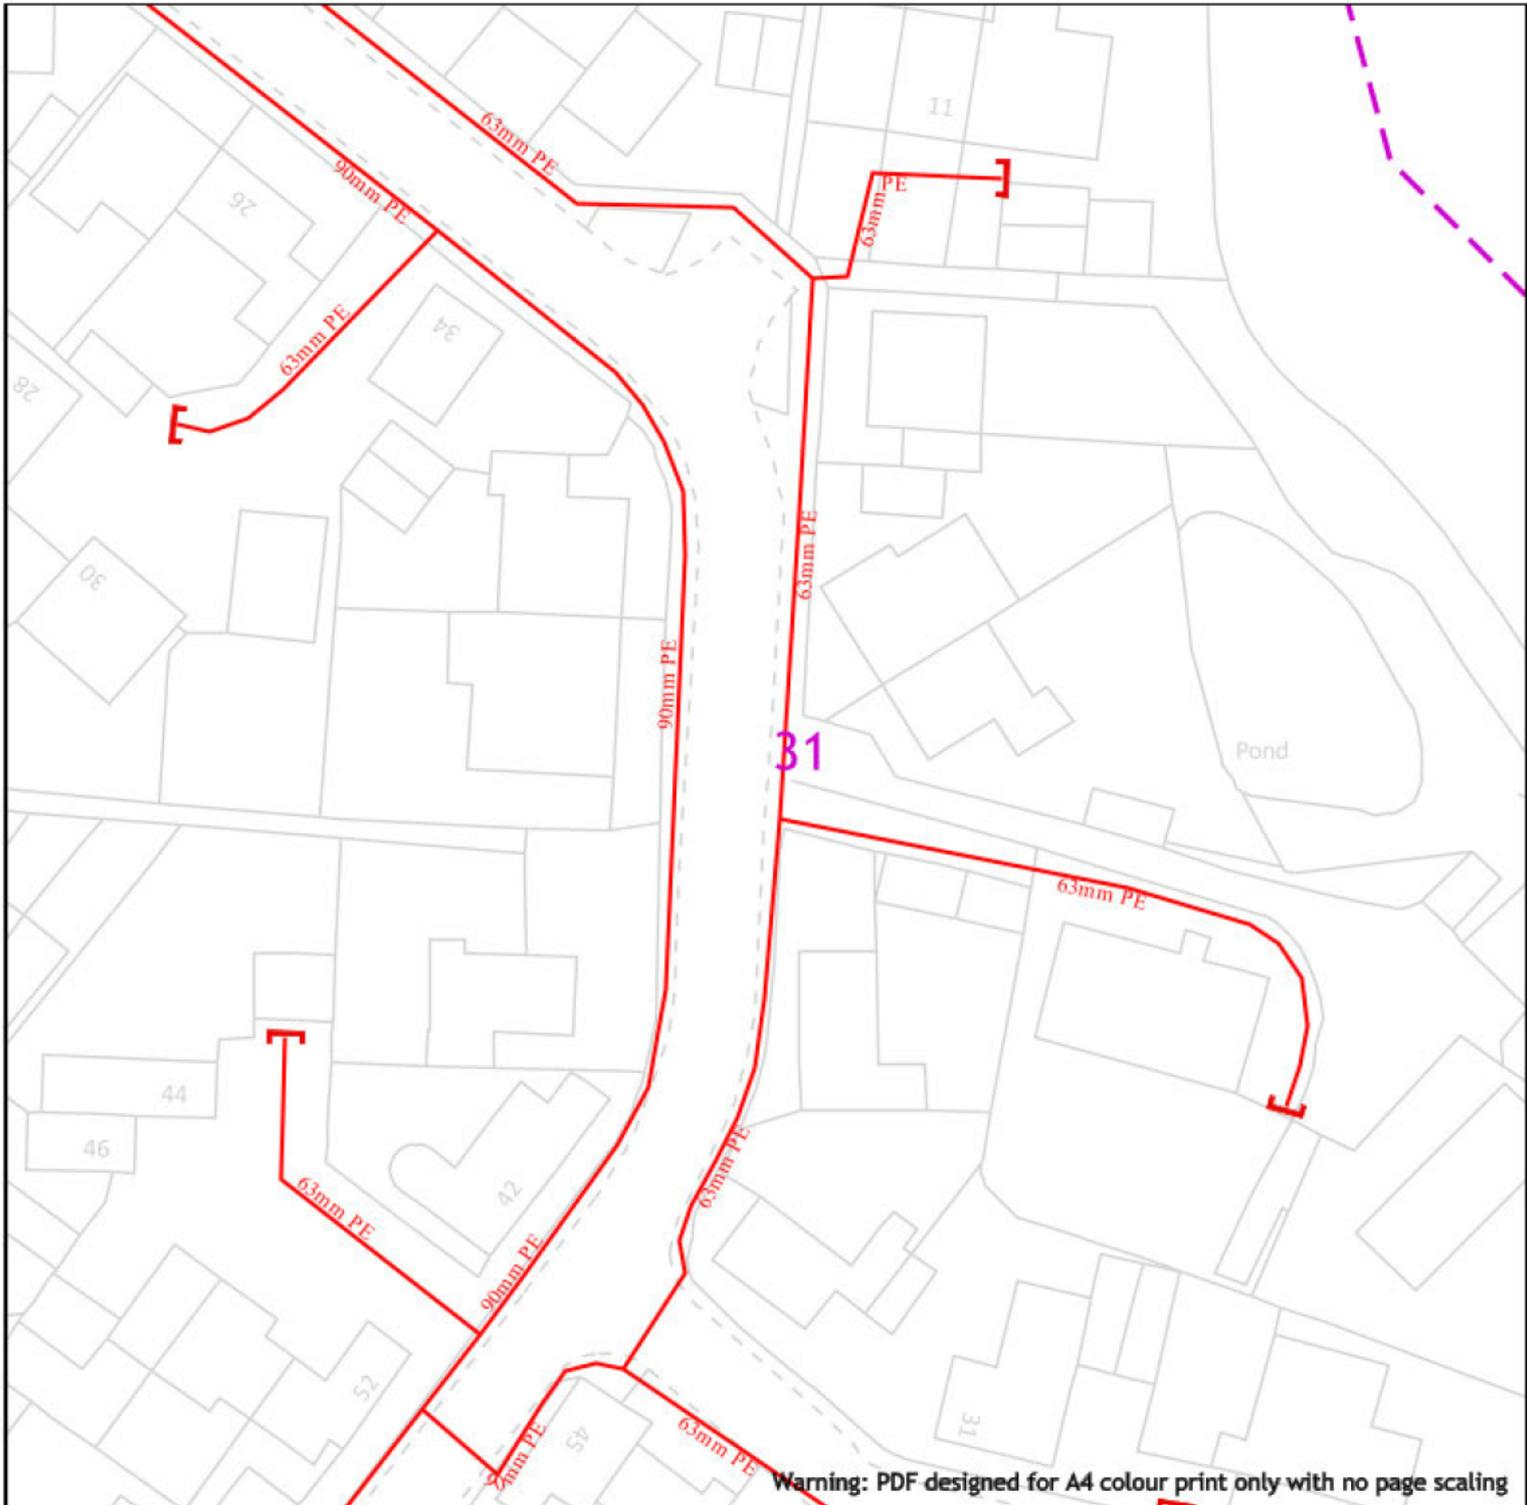 11
63mm PE
90mm PE
PE
63mm
26
63mm PE
34
28
63mm PE
30
90mm PE
31
Pond
63mm PE
44
46
63mm PE
42
63mm PE
90mm PE
52
45
31
63mm PE
Warning: PDF designed for A4 colour print only with no page scaling